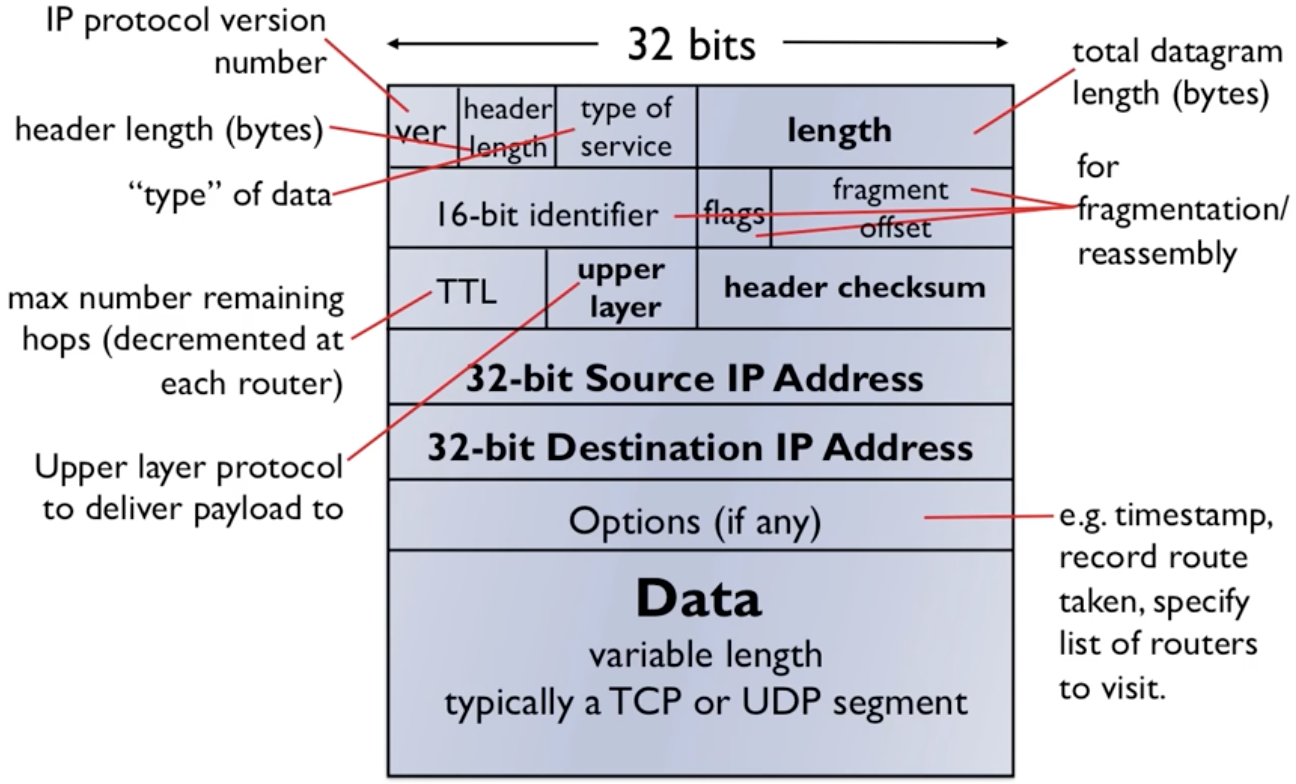 IP protocol version
number
32 bits
total datagram
length (bytes)
header length (bytes)
"type" of data
ver
header
length
type of
service
length
for
fragmentation/
reassembly
16-bit identifier
flags
fragment
offset
max number remaining
hops (decremented at
each router)
TTL
upper
layer
header checksum
32-bit Source IP Address
32-bit Destination IP Address
Upper layer protocol
to deliver payload to
Options (if any)
e.g. timestamp,
record route
taken, specify
list of routers
to visit.
Data
variable length
typically a TCP or UDP segment